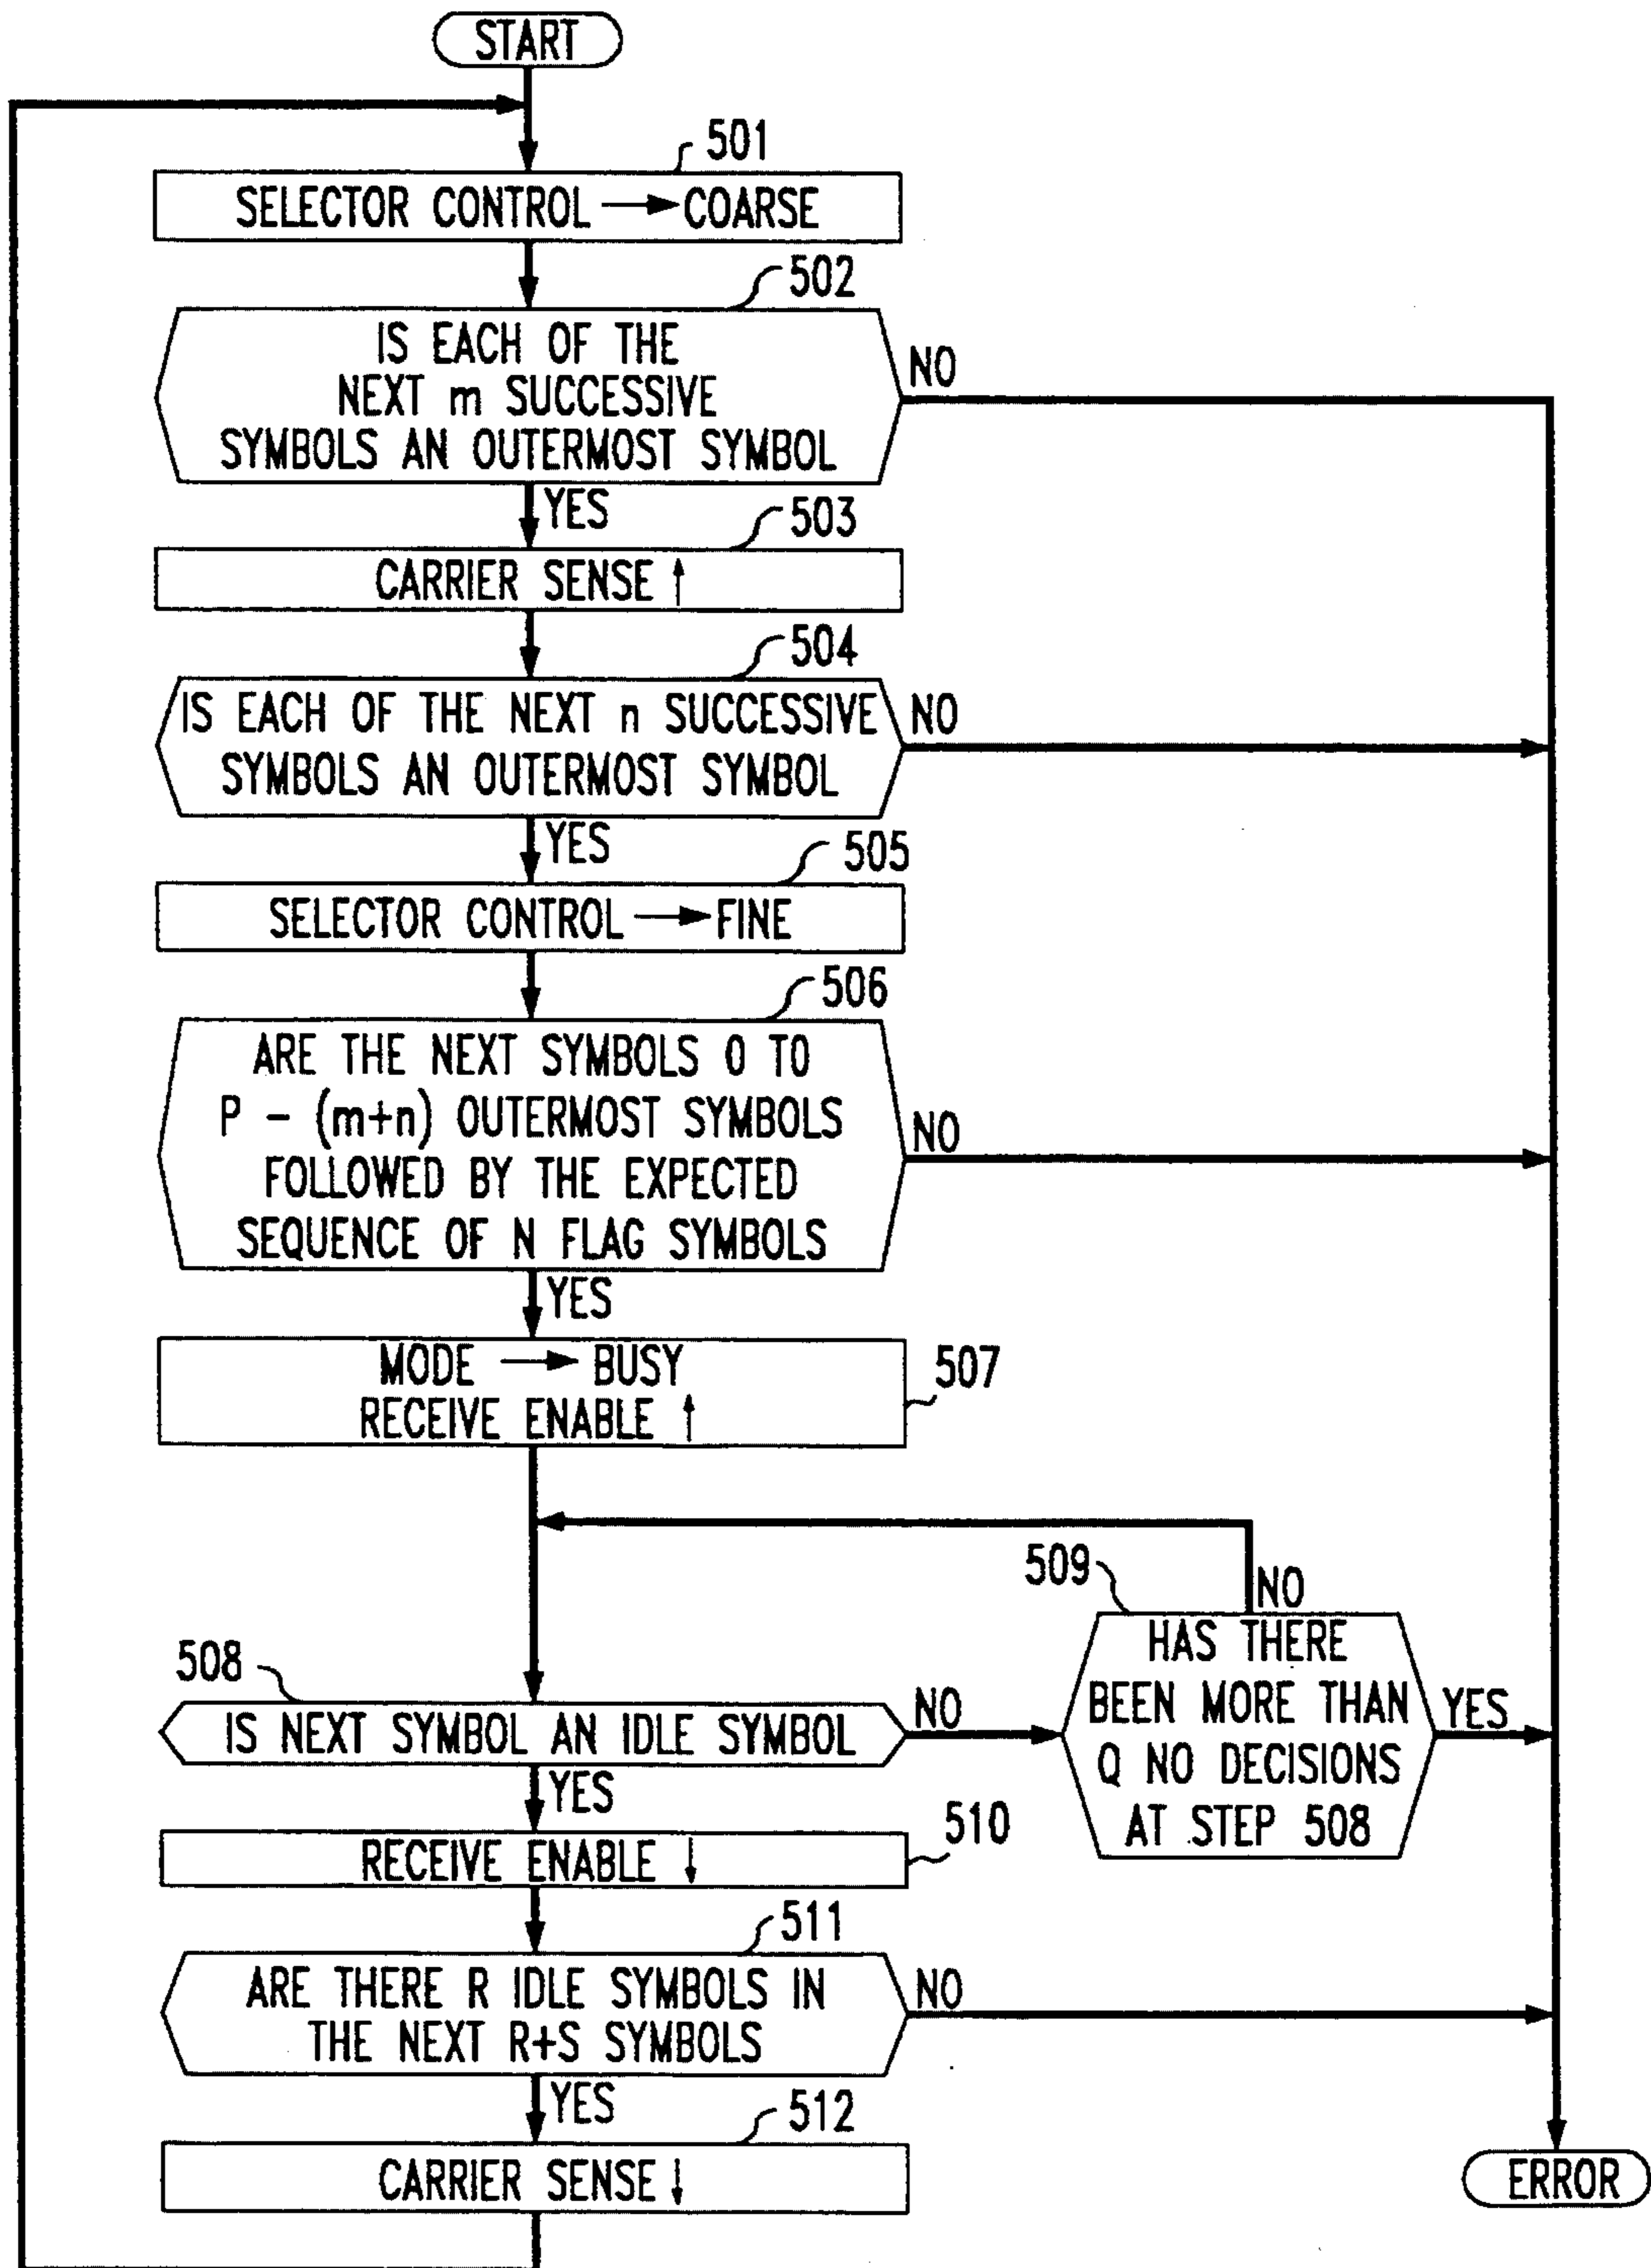 START
501
SELECTOR CONTROL → COARSE
502
IS EACH OF THE
NEXT m SUCCESSIVE
SYMBOLS AN OUTERMOST SYMBOL
NO
YES
503
CARRIER SENSE ↑
504
IS EACH OF THE NEXT n SUCCESSIVE
SYMBOLS AN OUTERMOST SYMBOL
NO
YES
505
SELECTOR CONTROL → FINE
506
ARE THE NEXT SYMBOLS 0 TO
P - (m+n) OUTERMOST SYMBOLS
FOLLOWED BY THE EXPECTED
SEQUENCE OF N FLAG SYMBOLS
NO
YES
507
MODE → BUSY
RECEIVE ENABLE ↑
508
IS NEXT SYMBOL AN IDLE SYMBOL
NO
YES
509
NO
HAS THERE
BEEN MORE THAN
Q NO DECISIONS
AT STEP 508
YES
510
RECEIVE ENABLE ↓
511
ARE THERE R IDLE SYMBOLS IN
THE NEXT R+S SYMBOLS
NO
YES
512
CARRIER SENSE ↓
ERROR